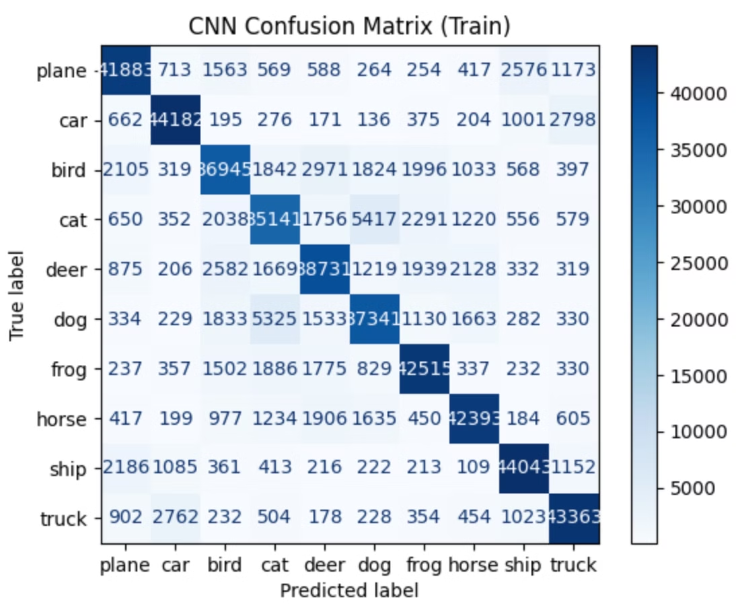 CNN Confusion Matrix (Train)
plane 41883 713 1563 569 588 264 254 417 2576 1173
car 662 44182 195 276 171 136 375 204 1001 2798
bird 2105 319 36945 1842 2971 1824 1996 1033 568 397
cat 650 352 2038 35141 1756 5417 2291 1220 556 579
deer 875 206 2582 1669 38731 1219 1939 2128 332 319
dog 334 229 1833 5325 1533 37341 1130 1663 282 330
frog 237 357 1502 1886 1775 829 42515 337 232 330
horse 417 199 977 1234 1906 1635 450 42393 184 605
ship 2186 1085 361 413 216 222 213 109 44043 1152
truck 902 2762 232 504 178 228 354 454 1023 43363
plane car bird cat deer dog frog horse ship truck
Predicted label
True label
40000
35000
30000
25000
20000
15000
10000
5000